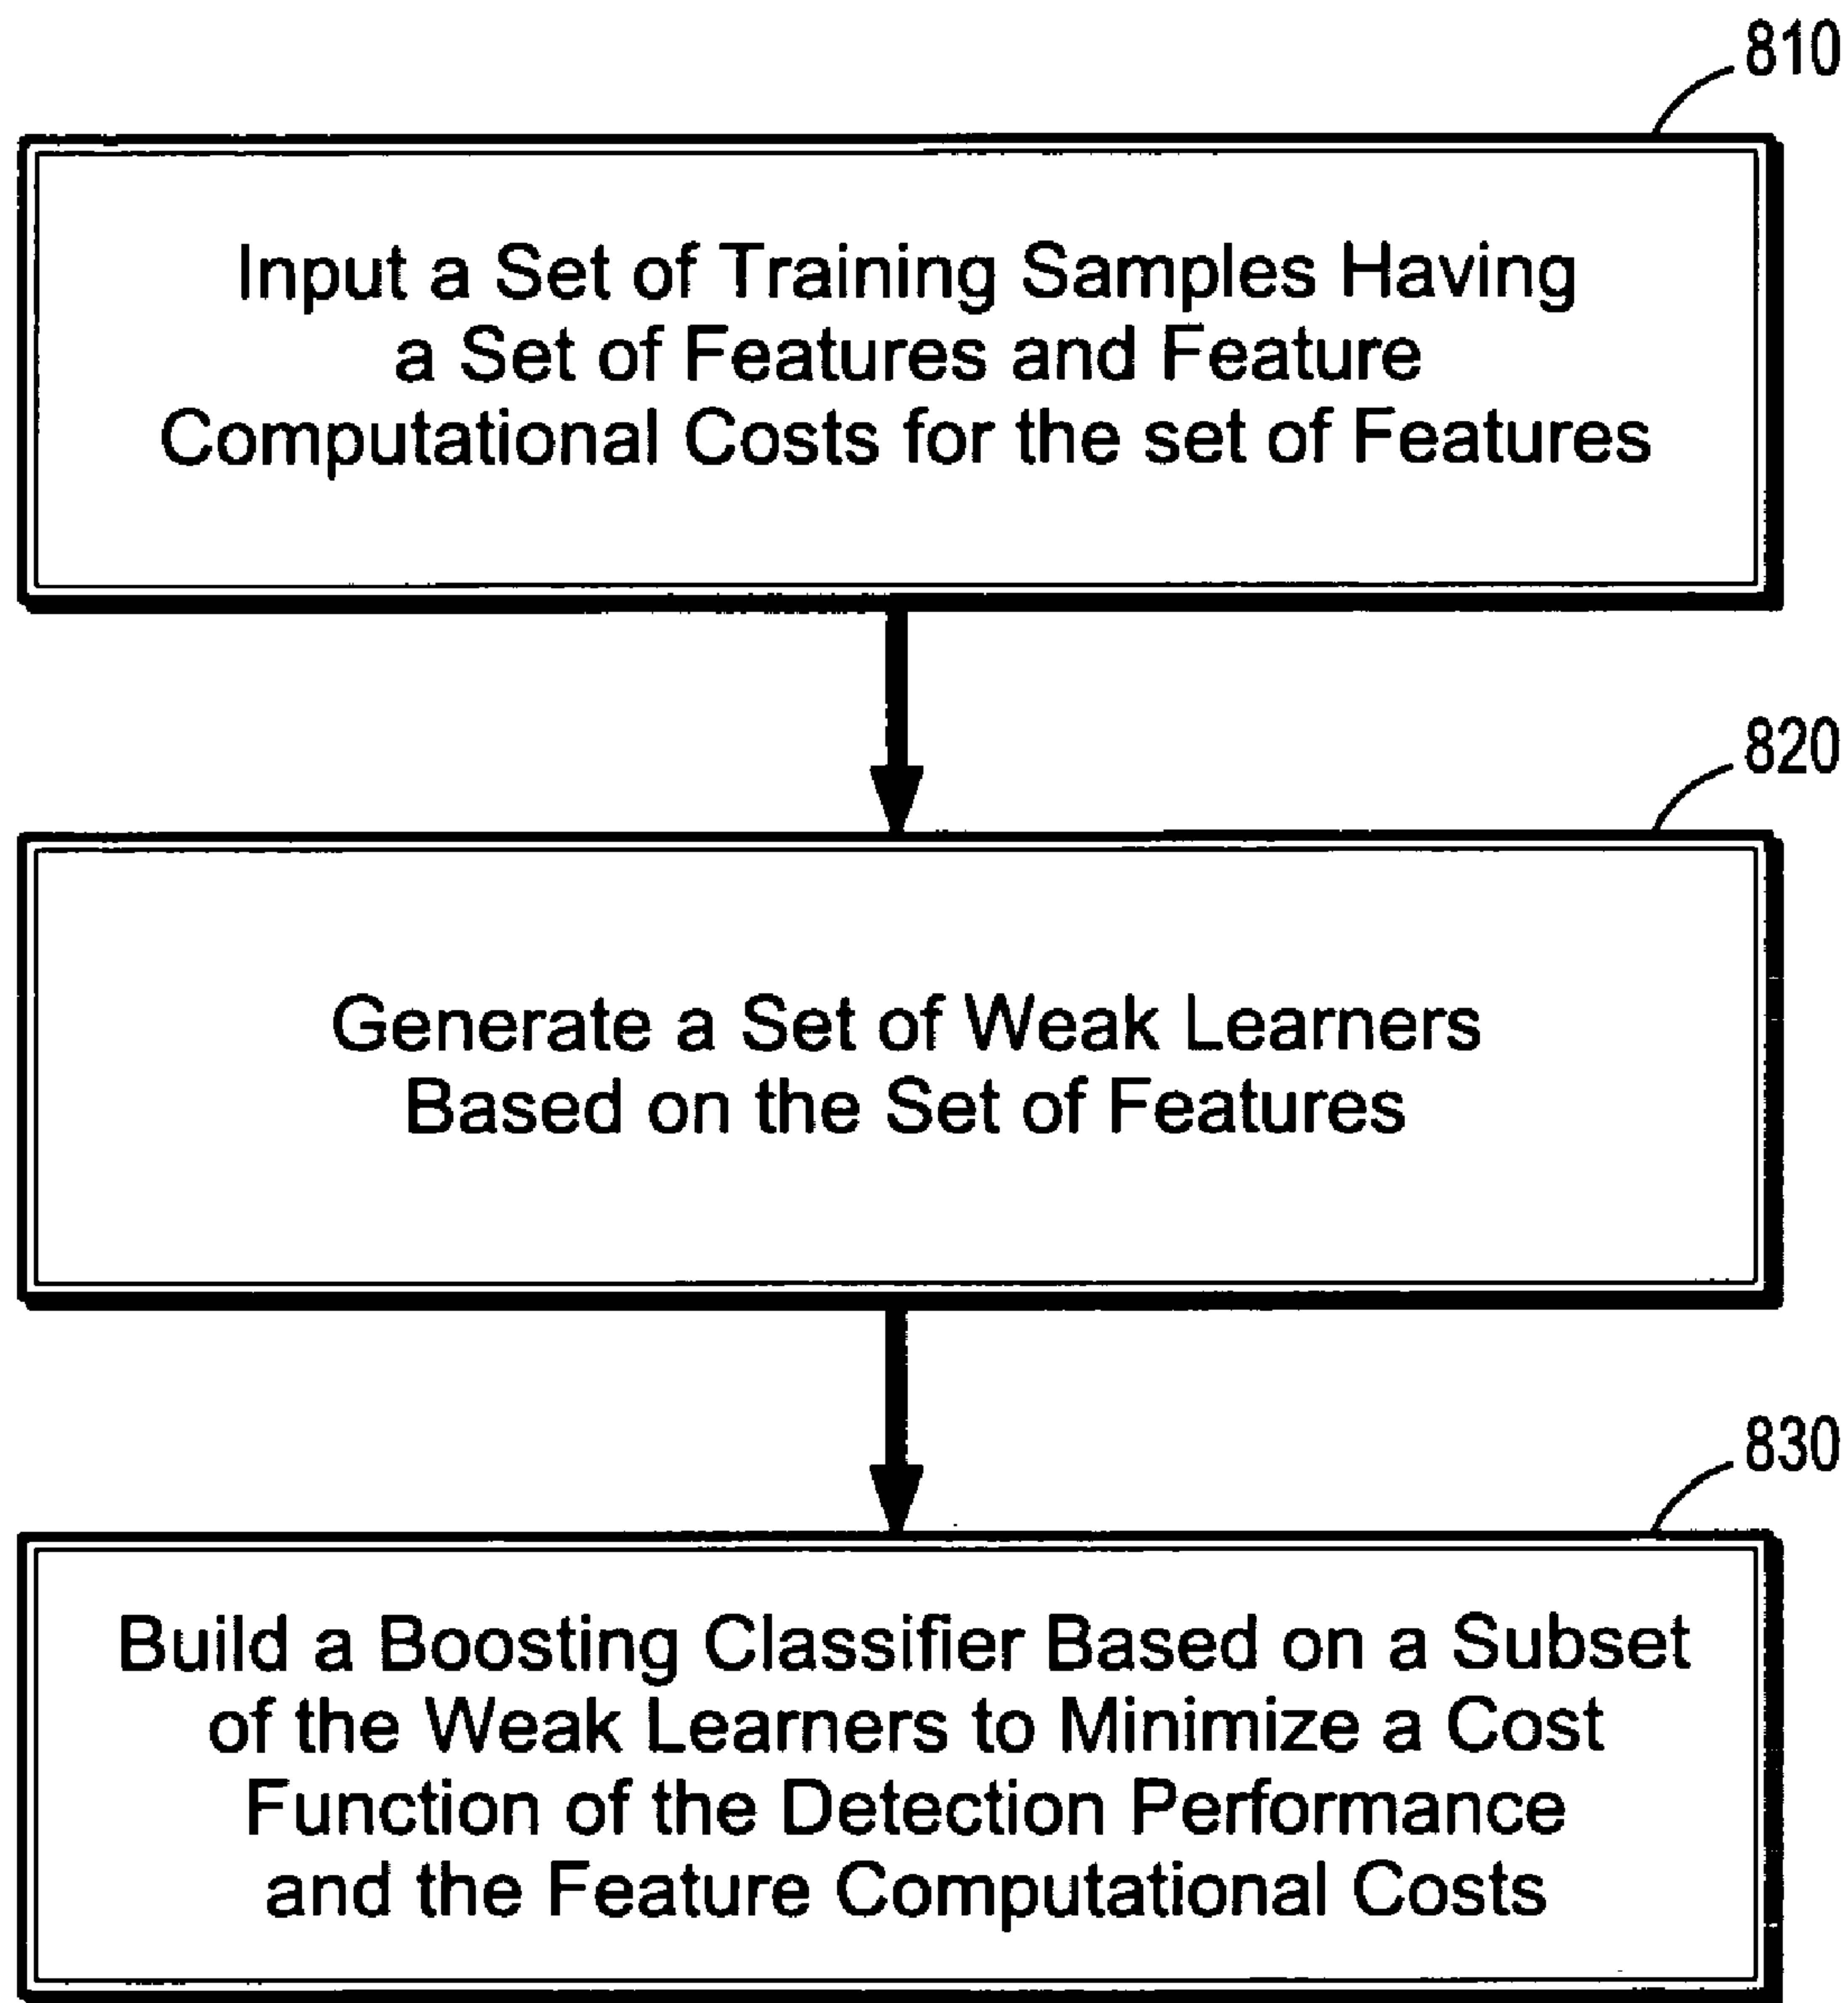 810
Input a Set of Training Samples Having
a Set of Features and Feature
Computational Costs for the set of Features
820
Generate a Set of Weak Learners
Based on the Set of Features
830
Build a Boosting Classifier Based on a Subset
of the Weak Learners to Minimize a Cost
Function of the Detection Performance
and the Feature Computational Costs